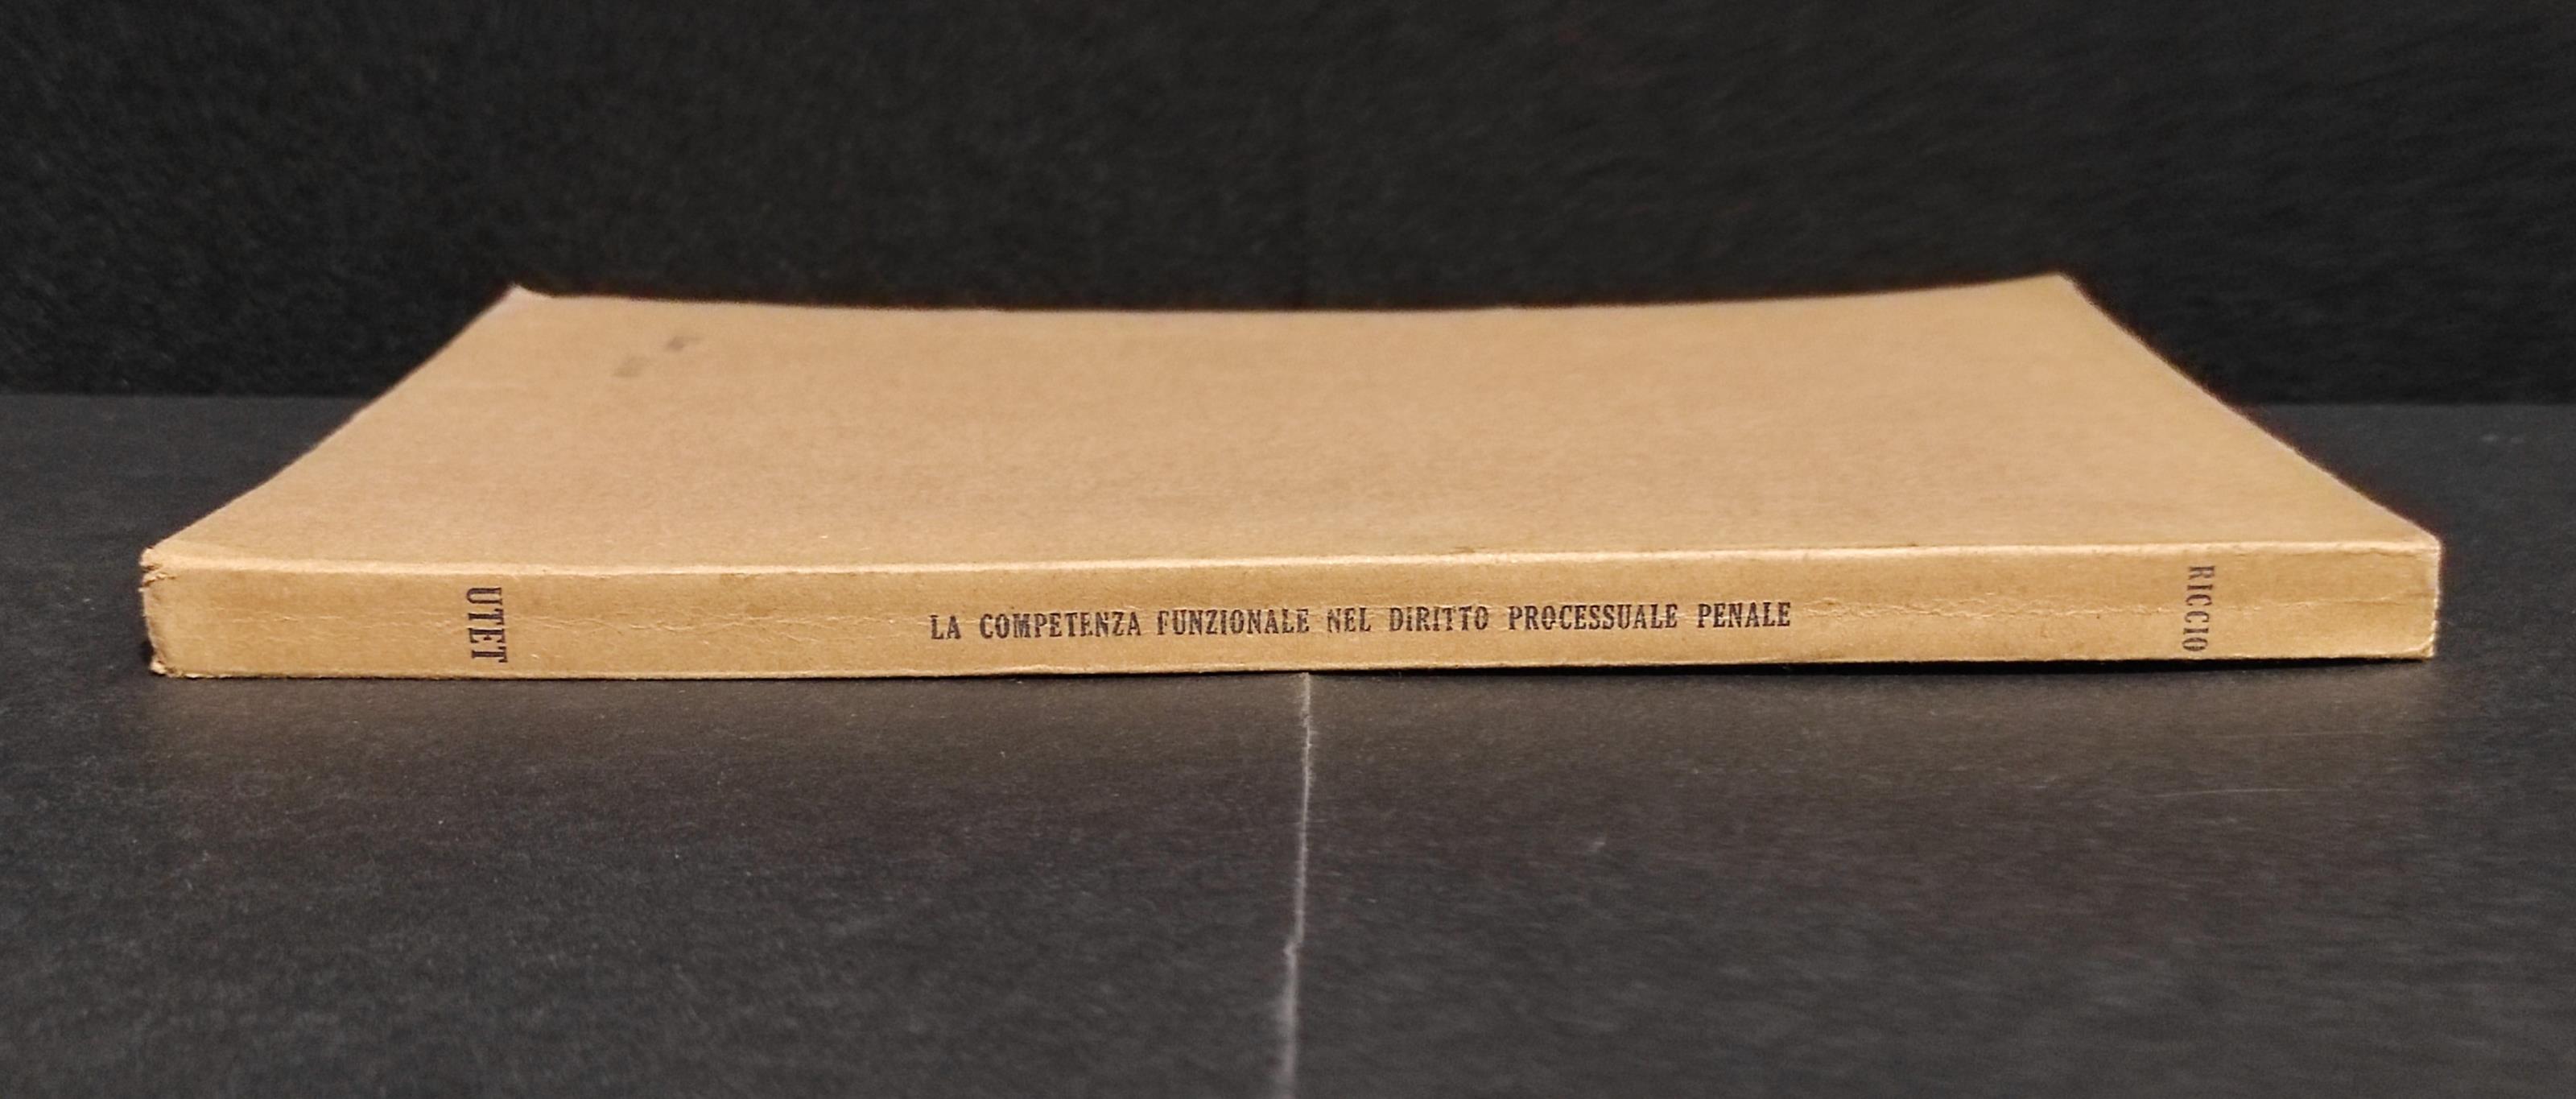 UTET
LA COMPETENZA FUNZIONALE NEL DIRITTO PROCESSUALE PENALE
RICCIO